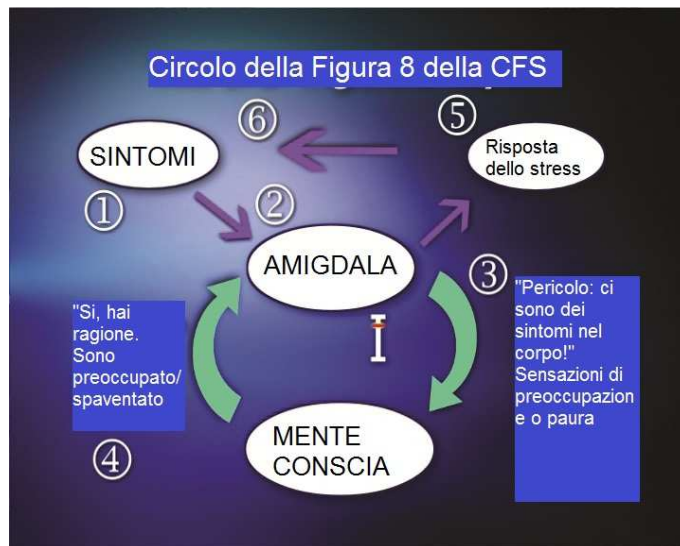 Circolo della Figura 8 della CFS
⑥
⑤
SINTOMI
Risposta
dello stress
①
②
AMIGDALA
③
"Si, hai
ragione.
Sono
preoccupato/
spaventato
"Pericolo: ci
sono dei
sintomi nel
corpo!"
Sensazioni di
preoccupazion
e o paura
④
MENTE
CONSCIA